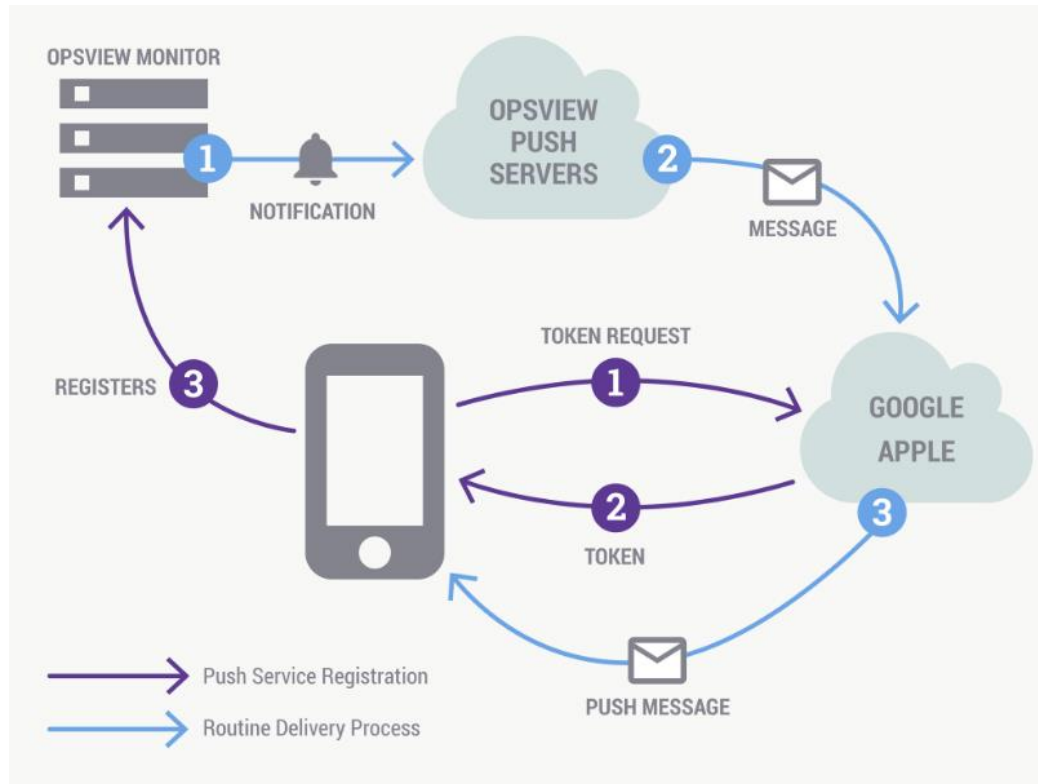 OPSVIEW MONITOR
OPSVIEW
PUSH
SERVERS
1
2
NOTIFICATION
MESSAGE
TOKEN REQUEST
1
REGISTERS
3
GOOGLE
APPLE
2
3
TOKEN
Push Service Registration
PUSH MESSAGE
Routine Delivery Process